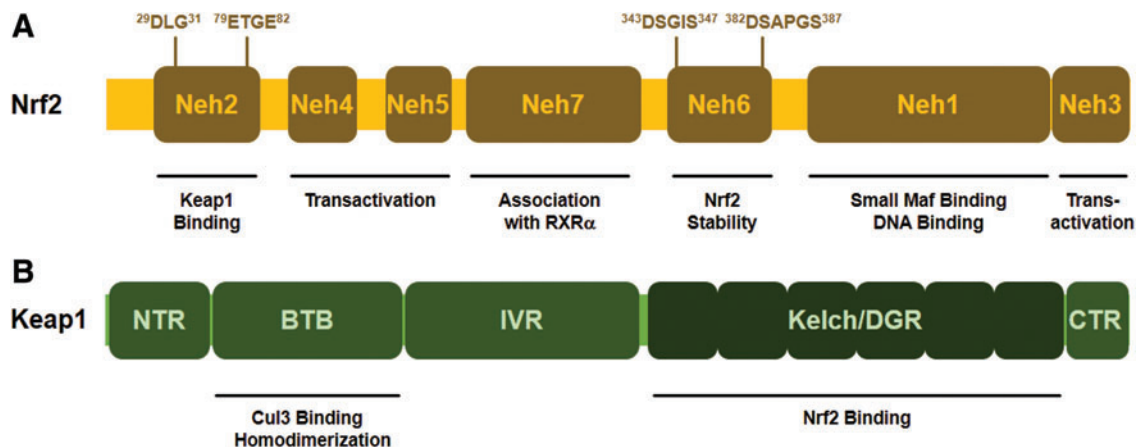 A
²⁹DLG³¹ ⁷⁹ETGE⁸² ³⁴³DSGIS³⁴⁷ ³⁸²DSAPGS³⁸⁷
Nrf2 Neh2 Neh4 Neh5 Neh7 Neh6 Neh1 Neh3
Keap1 Binding
Transactivation
Association with RXRα
Nrf2 Stability
Small Maf Binding
DNA Binding
Trans-
activation
B
Keap1 NTR BTB IVR Kelch/DGR CTR
Cul3 Binding
Homodimerization
Nrf2 Binding